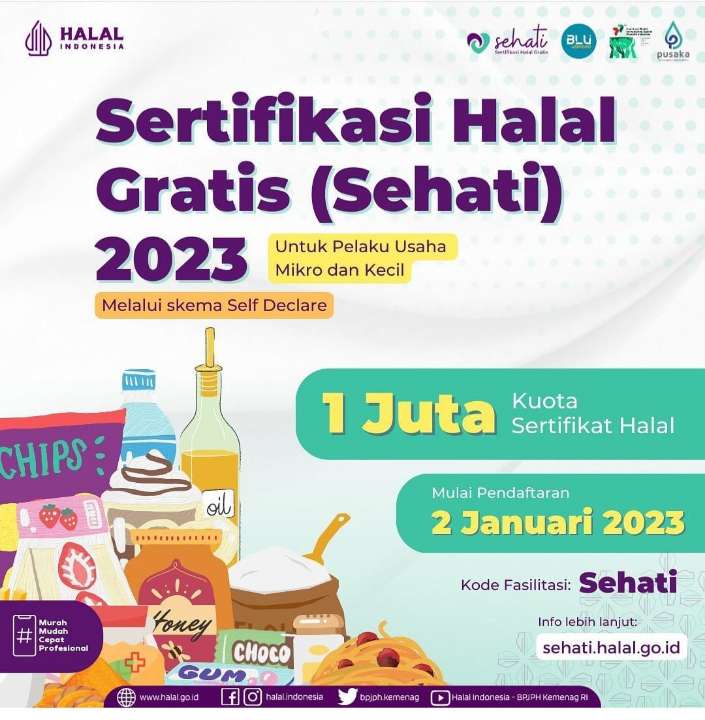 HALAL
INDONESIA
sehati
Sertifikasi Halal Gratis
BLU
pusaka
Sertifikasi Halal
Gratis (Sehati)
2023
Untuk Pelaku Usaha
Mikro dan Kecil
Melalui skema Self Declare
1 Juta
Kuota
Sertifikat Halal
Mulai Pendaftaran
2 Januari 2023
Kode Fasilitasi: Sehati
Info lebih lanjut:
sehati.halal.go.id
CHIPS
oil
Honey
CHOCO
GUM
#
Murah
Mudah
Cepat
Profesional
www.halal.go.id
halal.indonesia
bpjph.kemenag
Halal Indonesia - BPJPH Kemenag RI